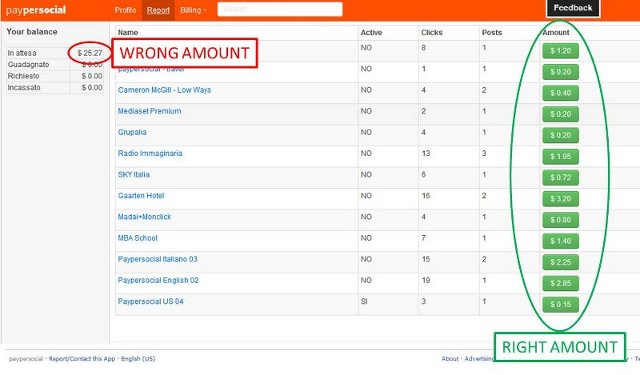 paypersocial Profile Report Billing Search Feedback
Your balance
In attesa $ 25.27
Guadagnato $ 0.00
Richiesto $ 0.00
Incassato $ 0.00
WRONG AMOUNT
Name Active Clicks Posts Amount
NO 8 1 $ 1.20
paypersocial - travel NO 1 1 $ 0.20
Cameron McGill - Low Ways NO 4 2 $ 0.40
Mediaset Premium NO 2 1 $ 0.20
Grupalia NO 4 1 $ 0.20
Radio Immaginaria NO 13 3 $ 1.95
SKY Italia NO 6 1 $ 0.72
Gaarten Hotel NO 16 2 $ 3.20
Madai+Monclick NO 4 1 $ 0.80
MBA School NO 7 1 $ 1.40
Paypersocial Italiano 03 NO 15 2 $ 2.25
Paypersocial English 02 NO 19 1 $ 2.85
Paypersocial US 04 SI 3 1 $ 0.15
RIGHT AMOUNT
paypersocial · Report/Contact this App · English (US) About · Advertising